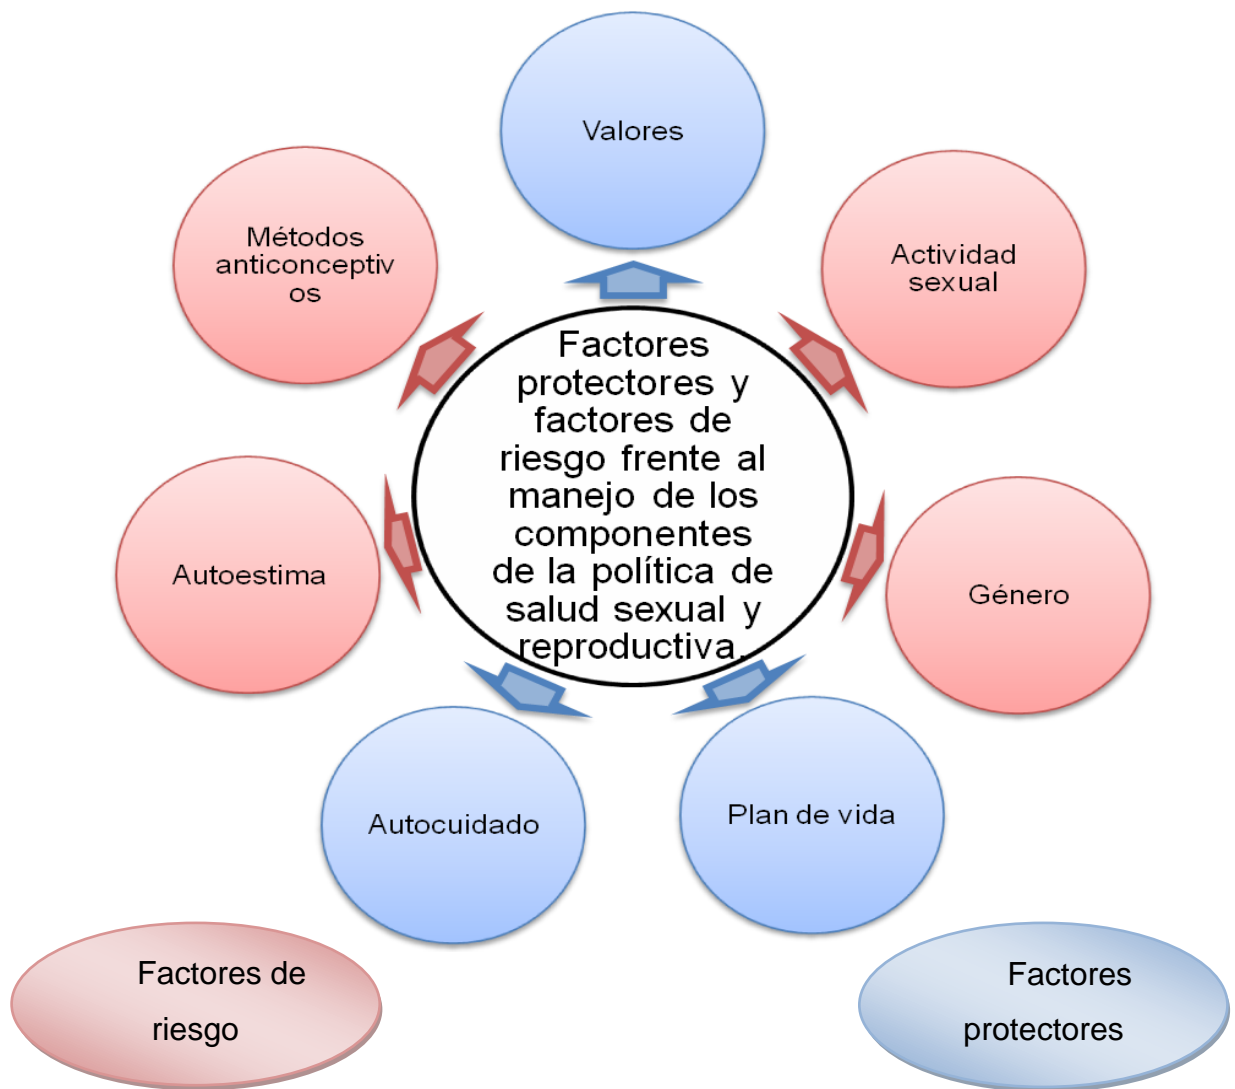 Valores
Métodos
anticonceptiv
os
Actividad
sexual
Factores
protectores y
factores de
riesgo frente al
manejo de los
componentes
de la política de
salud sexual y
reproductiva.
Autoestima
Género
Autocuidado
Plan de vida
Factores de
riesgo
Factores
protectores